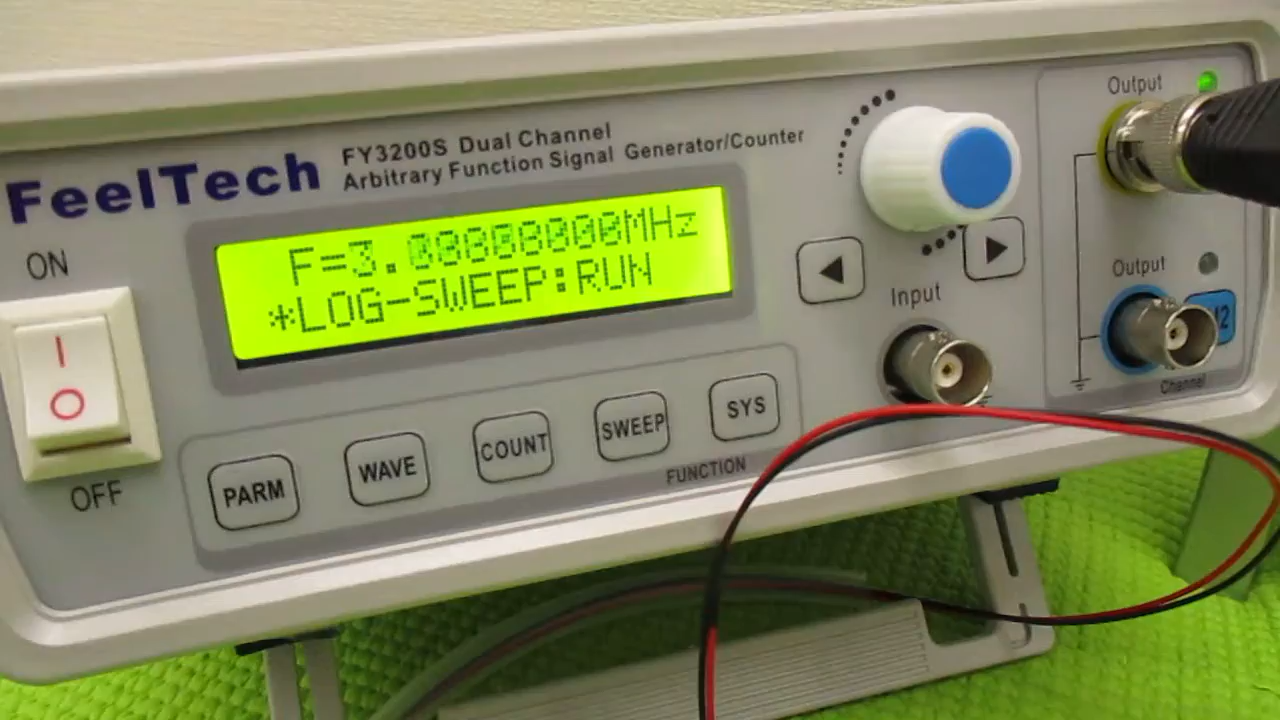 FeelTech
FY3200S Dual Channel
Arbitrary Function Signal Generator/Counter
ON
OFF
F=3.00000000MHz
*LOG-SWEEP:RUN
PARM
WAVE
COUNT
SWEEP
SYS
FUNCTION
Input
Output
Output
Channel